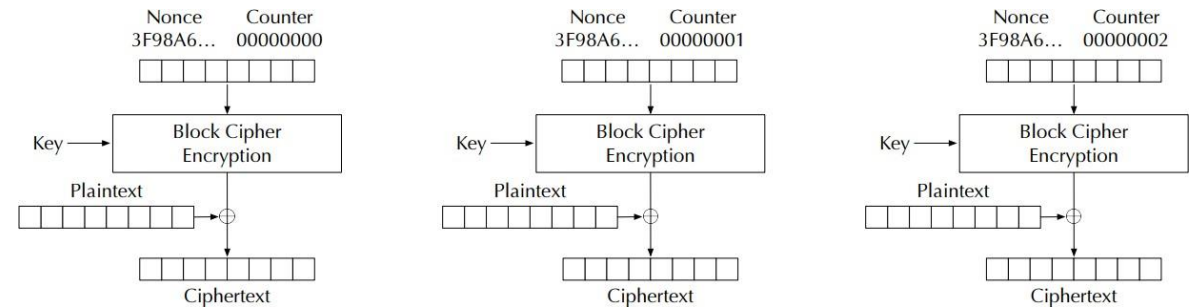 Nonce Counter Nonce Counter Nonce Counter
3F98A6… 00000000 3F98A6… 00000001 3F98A6… 00000002
Key Block Cipher Key Block Cipher Key Block Cipher
Encryption Encryption Encryption
Plaintext Plaintext Plaintext
Ciphertext Ciphertext Ciphertext